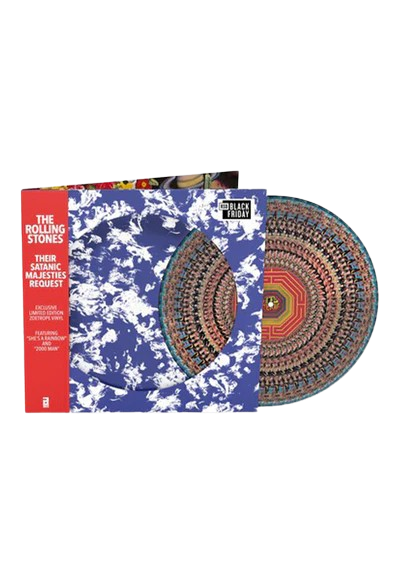 THE
ROLLING
STONES
THEIR
SATANIC
MAJESTIES
REQUEST
EXCLUSIVE
LIMITED EDITION
ZOETROPE VINYL
FEATURING
"SHE'S A RAINBOW"
AND
"2000 MAN"
RSD BLACK
FRIDAY